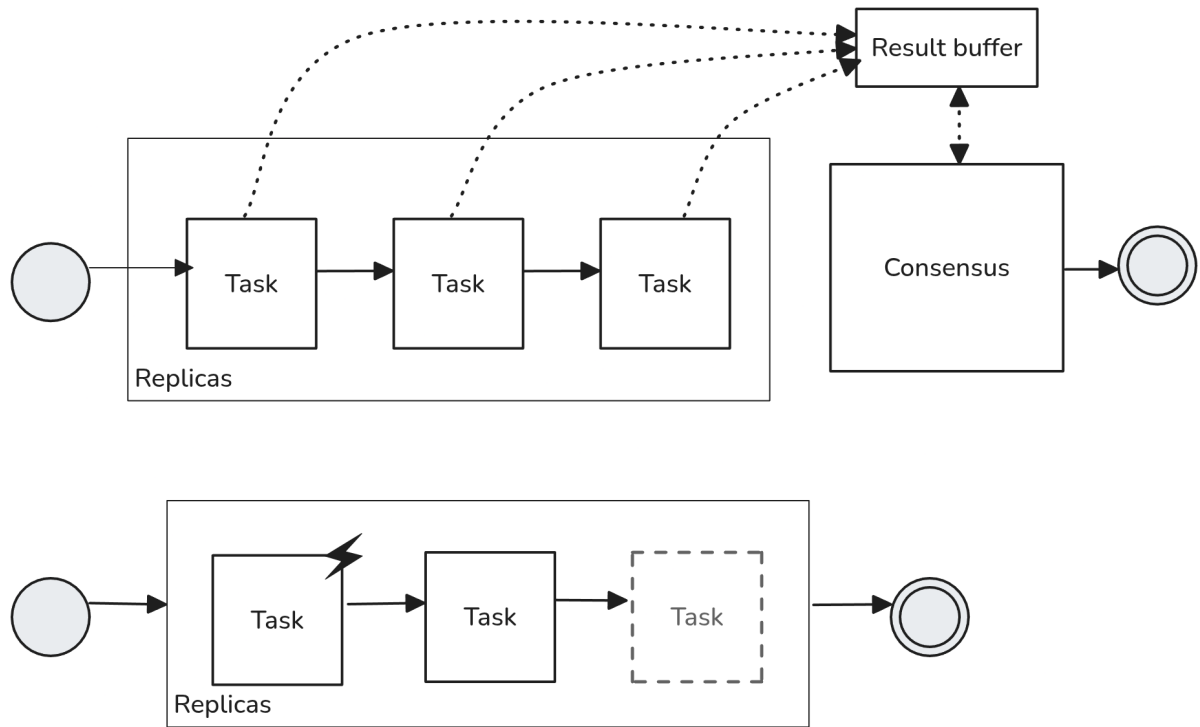 Result buffer
Task
Task
Task
Consensus
Replicas
Task
Task
Task
Replicas